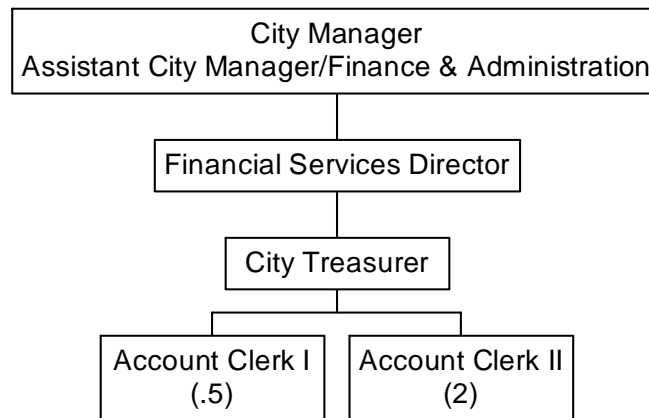 City Manager
Assistant City Manager/Finance & Administration
Financial Services Director
City Treasurer
Account Clerk I
(.5)
Account Clerk II
(2)